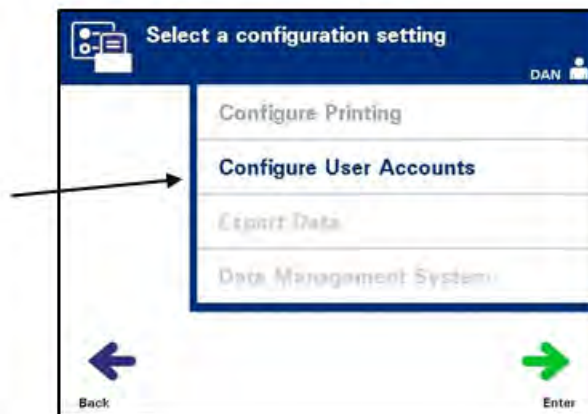 Select a configuration setting
DAN
Configure Printing
Configure User Accounts
Export Data
Data Management System
Back
Enter